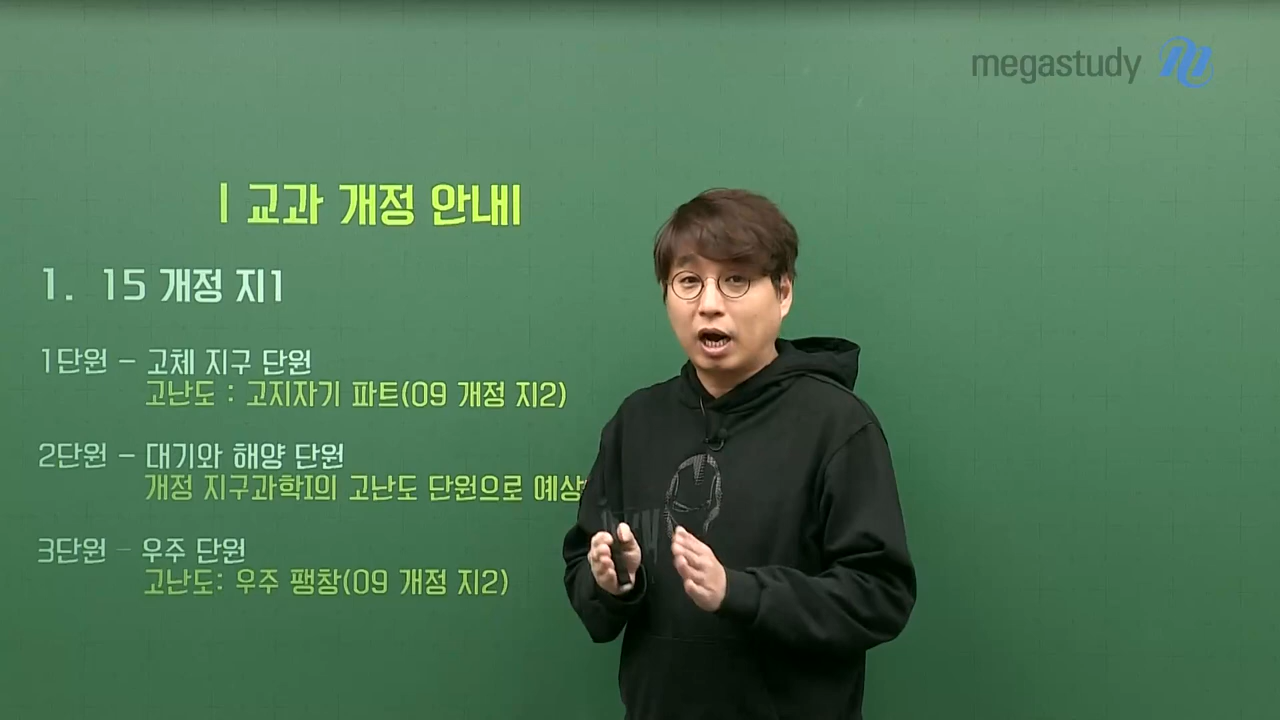 megastudy
| 교과 개정 안내|
1. 15 개정 지1
1단원 - 고체 지구 단원
고난도 : 고지자기 파트(09 개정 지2)
2단원 - 대기와 해양 단원
개정 지구과학I의 고난도 단원으로 예상
3단원 - 우주 단원
고난도: 우주 팽창(09 개정 지2)